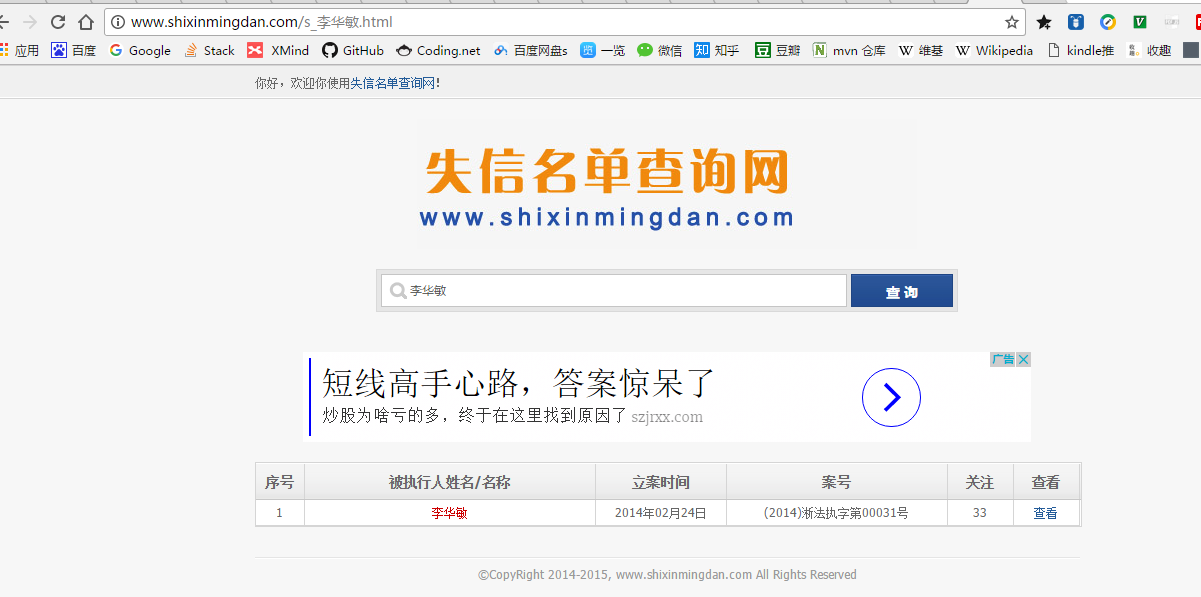 www.shixinmingdan.com/s_李华敏.html
应用 百度 Google Stack XMind GitHub Coding.net 百度网盘s 一览 微信 知乎 豆瓣 mvn 仓库 维基 Wikipedia kindle推 收趣
你好，欢迎你使用失信名单查询网!
失信名单查询网
www.shixinmingdan.com
李华敏 查 询
广告
短线高手心路，答案惊呆了
炒股为啥亏的多，终于在这里找到原因了 szjrxx.com
序号 被执行人姓名/名称 立案时间 案号 关注 查看
1 李华敏 2014年02月24日 (2014)淅法执字第00031号 33 查看
©CopyRight 2014-2015, www.shixinmingdan.com All Rights Reserved